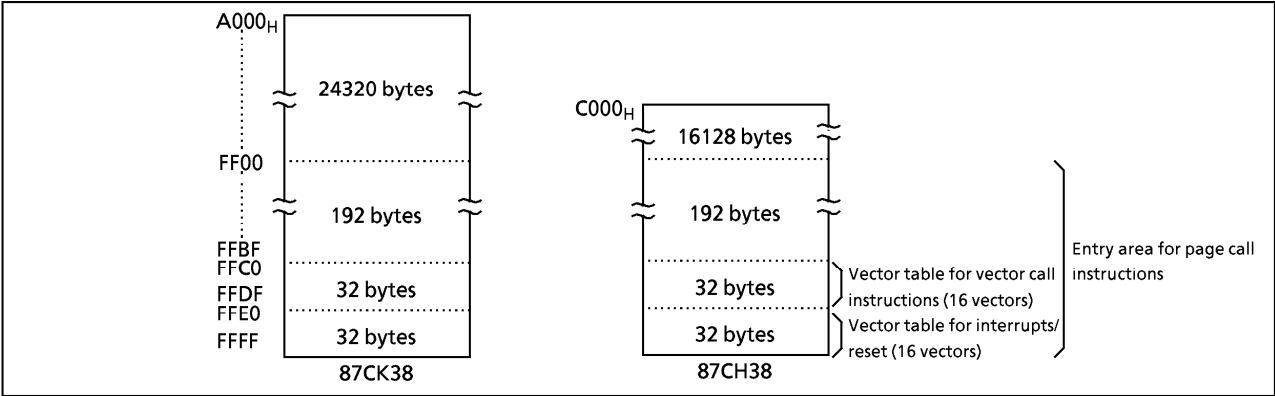 A000H
24320 bytes
C000H
16128 bytes
FF00
192 bytes
192 bytes
FFBF
FFC0
Entry area for page call
instructions
32 bytes
32 bytes
Vector table for vector call
instructions (16 vectors)
FFDF
FFE0
32 bytes
32 bytes
Vector table for interrupts/
reset (16 vectors)
FFFF
87CK38
87CH38